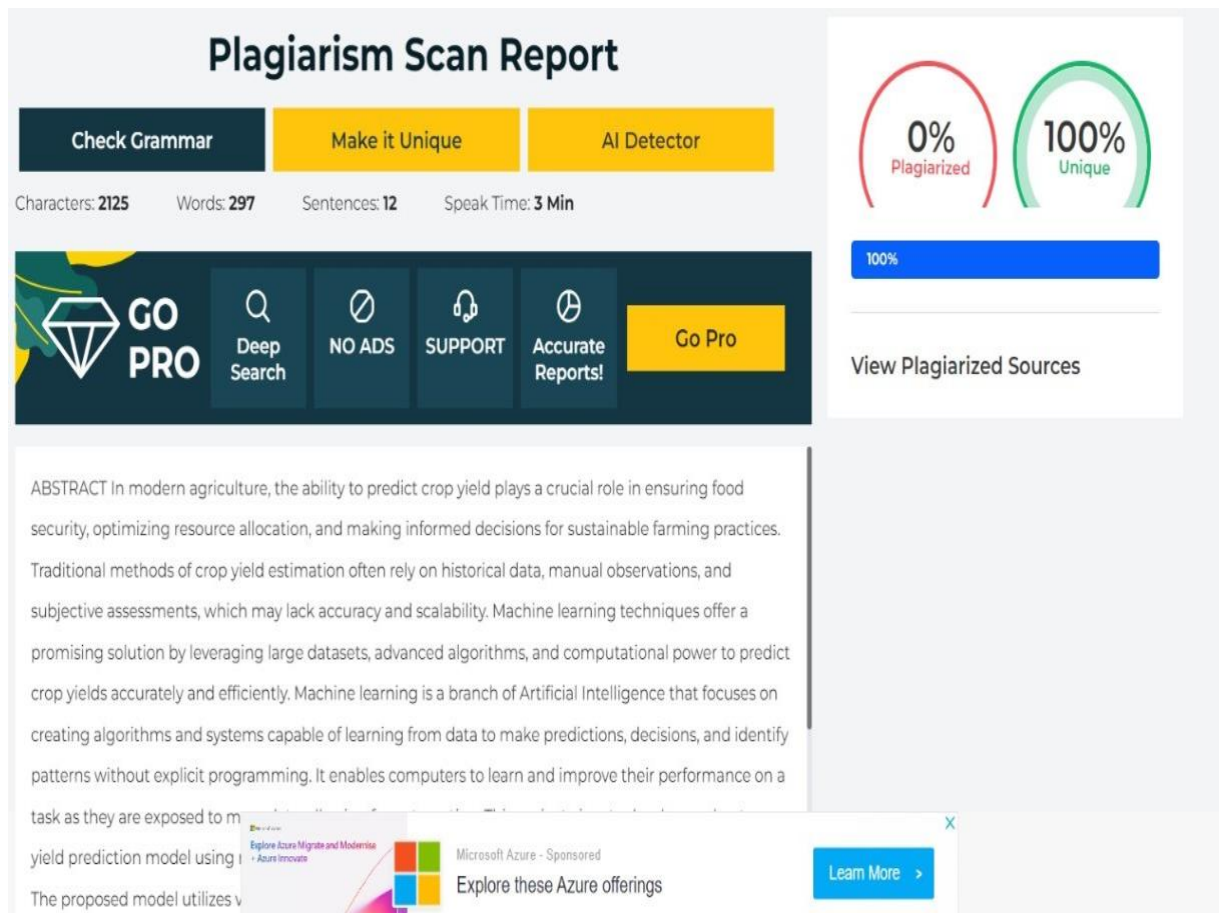 Plagiarism Scan Report
Check Grammar
Make it Unique
AI Detector
Characters: 2125 Words: 297 Sentences: 12 Speak Time: 3 Min
0%
Plagiarized
100%
Unique
100%
View Plagiarized Sources
GO
PRO
Deep
Search
NO ADS
SUPPORT
Accurate
Reports!
Go Pro
ABSTRACT In modern agriculture, the ability to predict crop yield plays a crucial role in ensuring food
security, optimizing resource allocation, and making informed decisions for sustainable farming practices.
Traditional methods of crop yield estimation often rely on historical data, manual observations, and
subjective assessments, which may lack accuracy and scalability. Machine learning techniques offer a
promising solution by leveraging large datasets, advanced algorithms, and computational power to predict
crop yields accurately and efficiently. Machine learning is a branch of Artificial Intelligence that focuses on
creating algorithms and systems capable of learning from data to make predictions, decisions, and identify
patterns without explicit programming. It enables computers to learn and improve their performance on a
task as they are exposed to
yield prediction model using
The proposed model utilizes
Explore Azure Migrate and Modernise
+ Azure Innovate
Microsoft Azure - Sponsored
Explore these Azure offerings
Learn More >
X